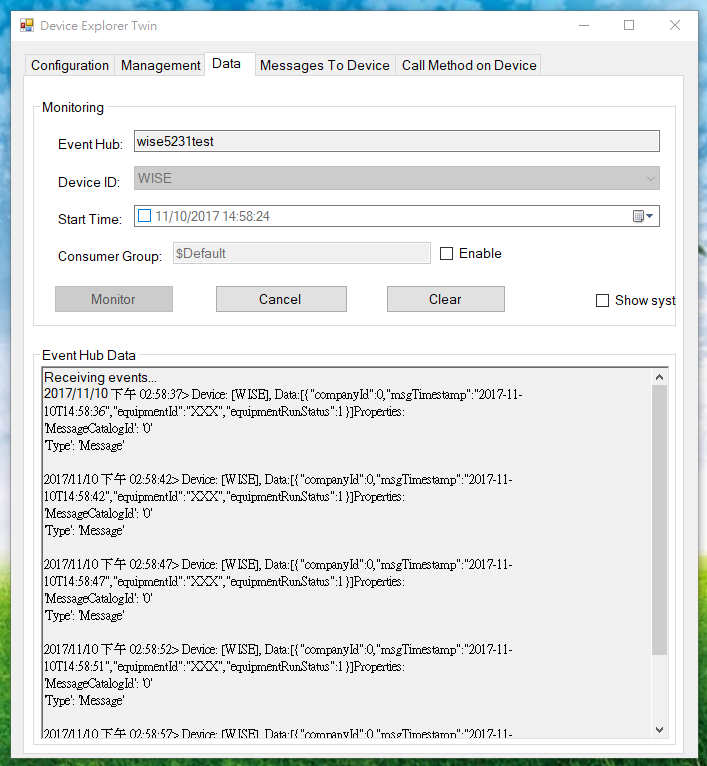 Device Explorer Twin
Configuration Management Data Messages To Device Call Method on Device
Monitoring
Event Hub: wise5231test
Device ID: WISE
Start Time: 11/10/2017 14:58:24
Consumer Group: $Default Enable
Monitor Cancel Clear Show syst
Event Hub Data
Receiving events...
2017/11/10 下午 02:58:37> Device: [WISE], Data:[{"companyId":0,"msgTimestamp":"2017-11-
10T14:58:36","equipmentId":"XXX","equipmentRunStatus":1}]Properties:
'MessageCatalogId': '0'
'Type': 'Message'
2017/11/10 下午 02:58:42> Device: [WISE], Data:[{"companyId":0,"msgTimestamp":"2017-11-
10T14:58:42","equipmentId":"XXX","equipmentRunStatus":1}]Properties:
'MessageCatalogId': '0'
'Type': 'Message'
2017/11/10 下午 02:58:47> Device: [WISE], Data:[{"companyId":0,"msgTimestamp":"2017-11-
10T14:58:47","equipmentId":"XXX","equipmentRunStatus":1}]Properties:
'MessageCatalogId': '0'
'Type': 'Message'
2017/11/10 下午 02:58:52> Device: [WISE], Data:[{"companyId":0,"msgTimestamp":"2017-11-
10T14:58:51","equipmentId":"XXX","equipmentRunStatus":1}]Properties:
'MessageCatalogId': '0'
'Type': 'Message'
2017/11/10 下午 02:58:57> Device: [WISE], Data:[{"companyId":0,"msgTimestamp":"2017-11-